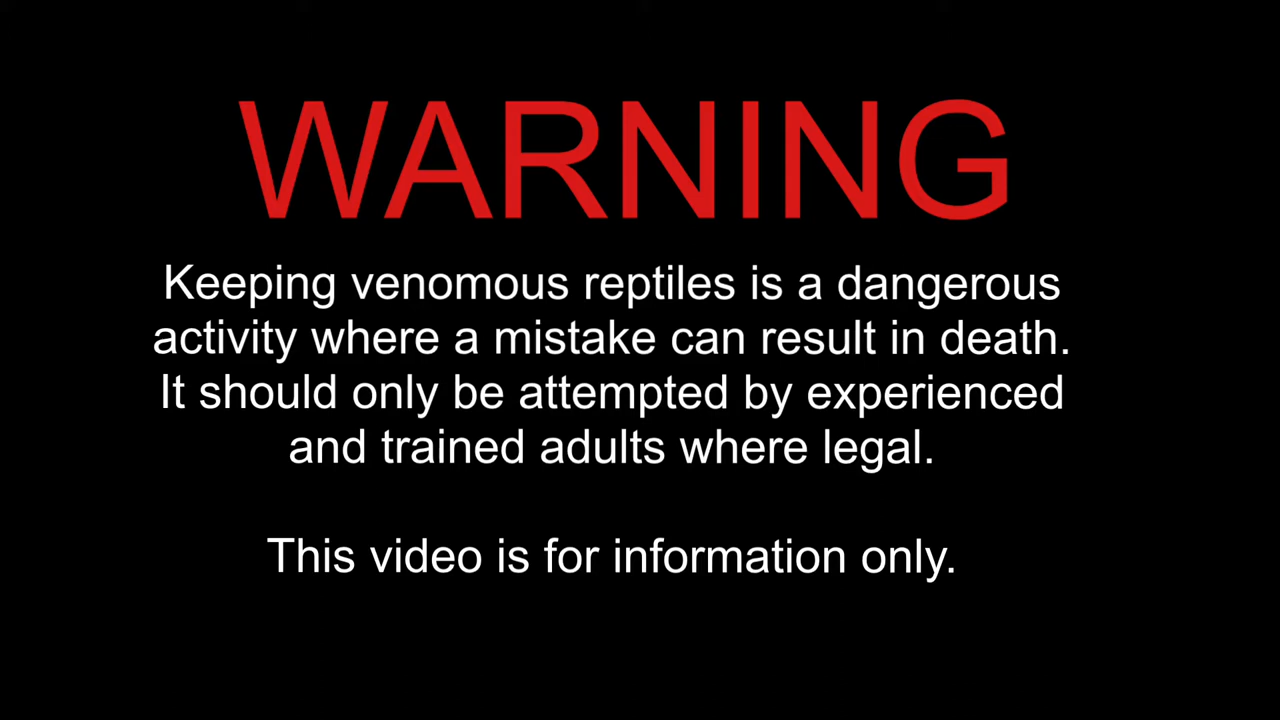 WARNING
Keeping venomous reptiles is a dangerous
activity where a mistake can result in death.
It should only be attempted by experienced
and trained adults where legal.
This video is for information only.